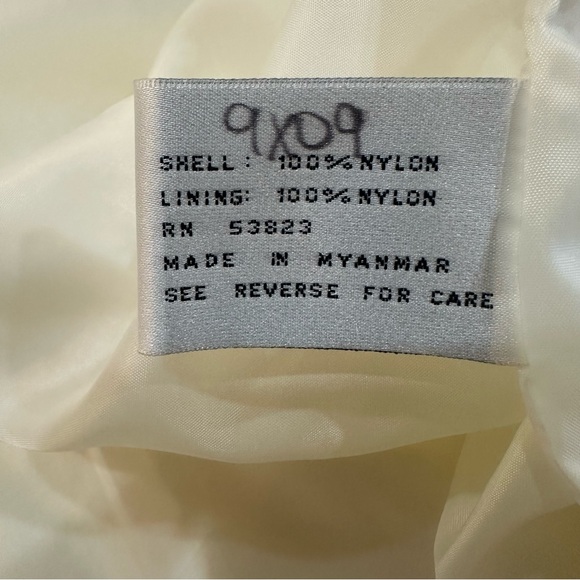 9X09
SHELL: 100% NYLON
LINING: 100% NYLON
RN 53823
MADE IN MYANMAR
SEE REVERSE FOR CARE